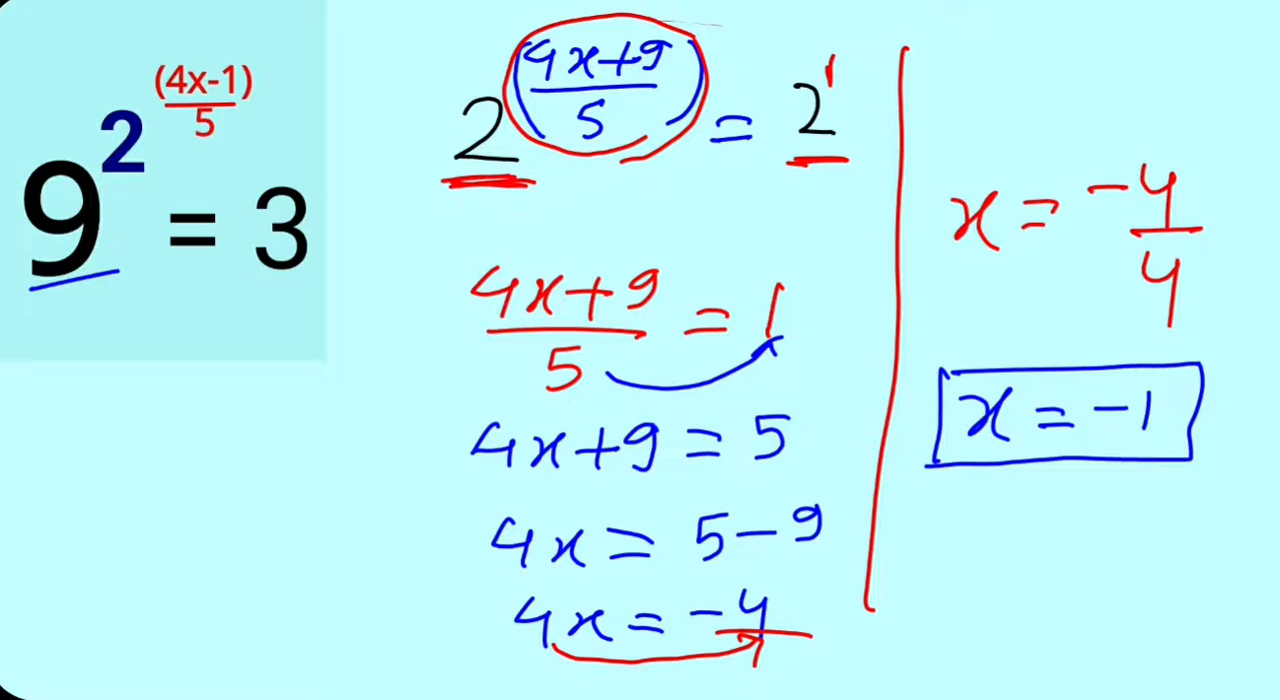 9^2^((4x-1)/5) = 3
2^((4x+9)/5) = 2^1
(4x+9)/5 = 1
4x+9 = 5
4x = 5-9
4x = -4
x = -4/4
x = -1